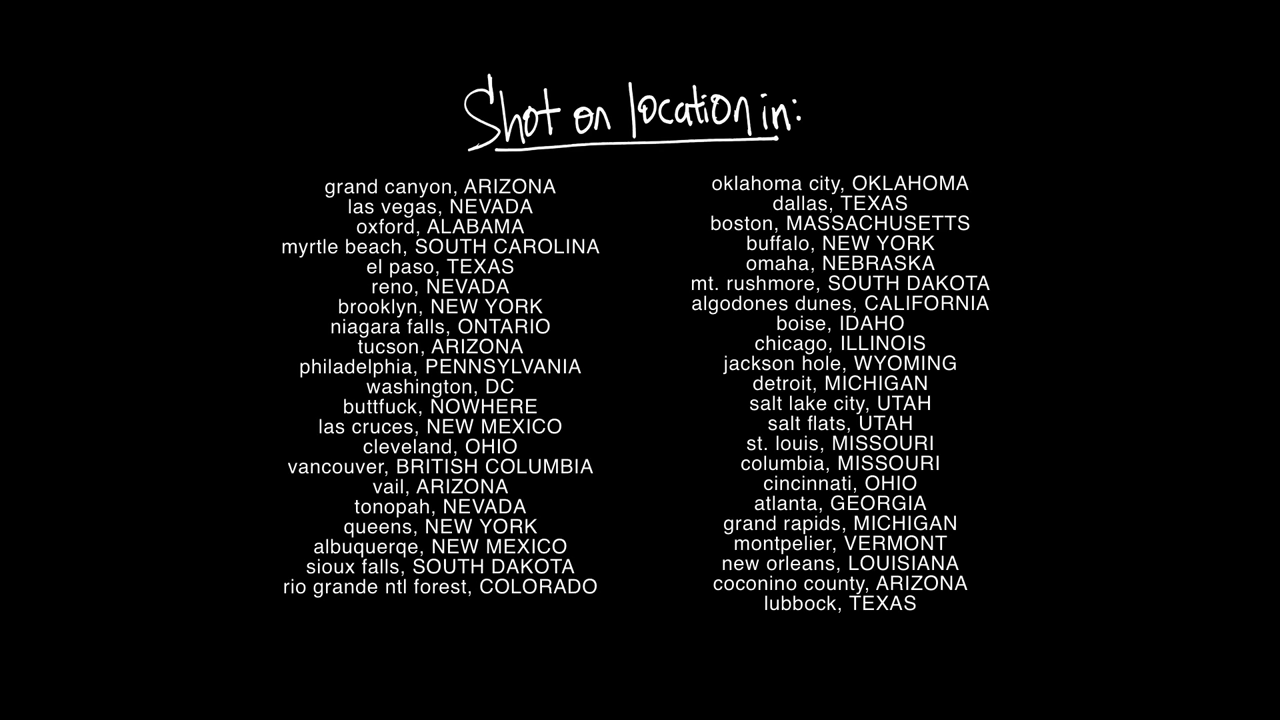 Shot on location in:
grand canyon, ARIZONA
las vegas, NEVADA
oxford, ALABAMA
myrtle beach, SOUTH CAROLINA
el paso, TEXAS
reno, NEVADA
brooklyn, NEW YORK
niagara falls, ONTARIO
tucson, ARIZONA
philadelphia, PENNSYLVANIA
washington, DC
buttfuck, NOWHERE
las cruces, NEW MEXICO
cleveland, OHIO
vancouver, BRITISH COLUMBIA
vail, ARIZONA
tonopah, NEVADA
queens, NEW YORK
albuquerqe, NEW MEXICO
sioux falls, SOUTH DAKOTA
rio grande ntl forest, COLORADO
oklahoma city, OKLAHOMA
dallas, TEXAS
boston, MASSACHUSETTS
buffalo, NEW YORK
omaha, NEBRASKA
mt. rushmore, SOUTH DAKOTA
algodones dunes, CALIFORNIA
boise, IDAHO
chicago, ILLINOIS
jackson hole, WYOMING
detroit, MICHIGAN
salt lake city, UTAH
salt flats, UTAH
st. louis, MISSOURI
columbia, MISSOURI
cincinnati, OHIO
atlanta, GEORGIA
grand rapids, MICHIGAN
montpelier, VERMONT
new orleans, LOUISIANA
coconino county, ARIZONA
lubbock, TEXAS